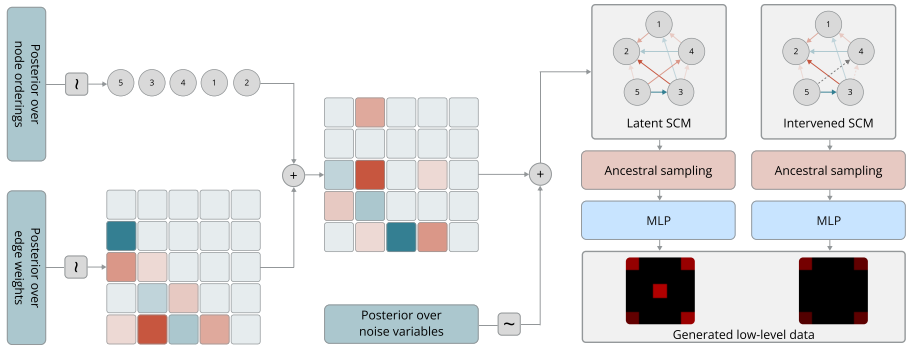 Posterior over
node orderings
~
5 3 4 1 2
Posterior over
edge weights
~
+
Posterior over
noise variables
~
+
1
2 4
5 3
Latent SCM
Ancestral sampling
MLP
1
2 4
5 3
Intervened SCM
Ancestral sampling
MLP
Generated low-level data